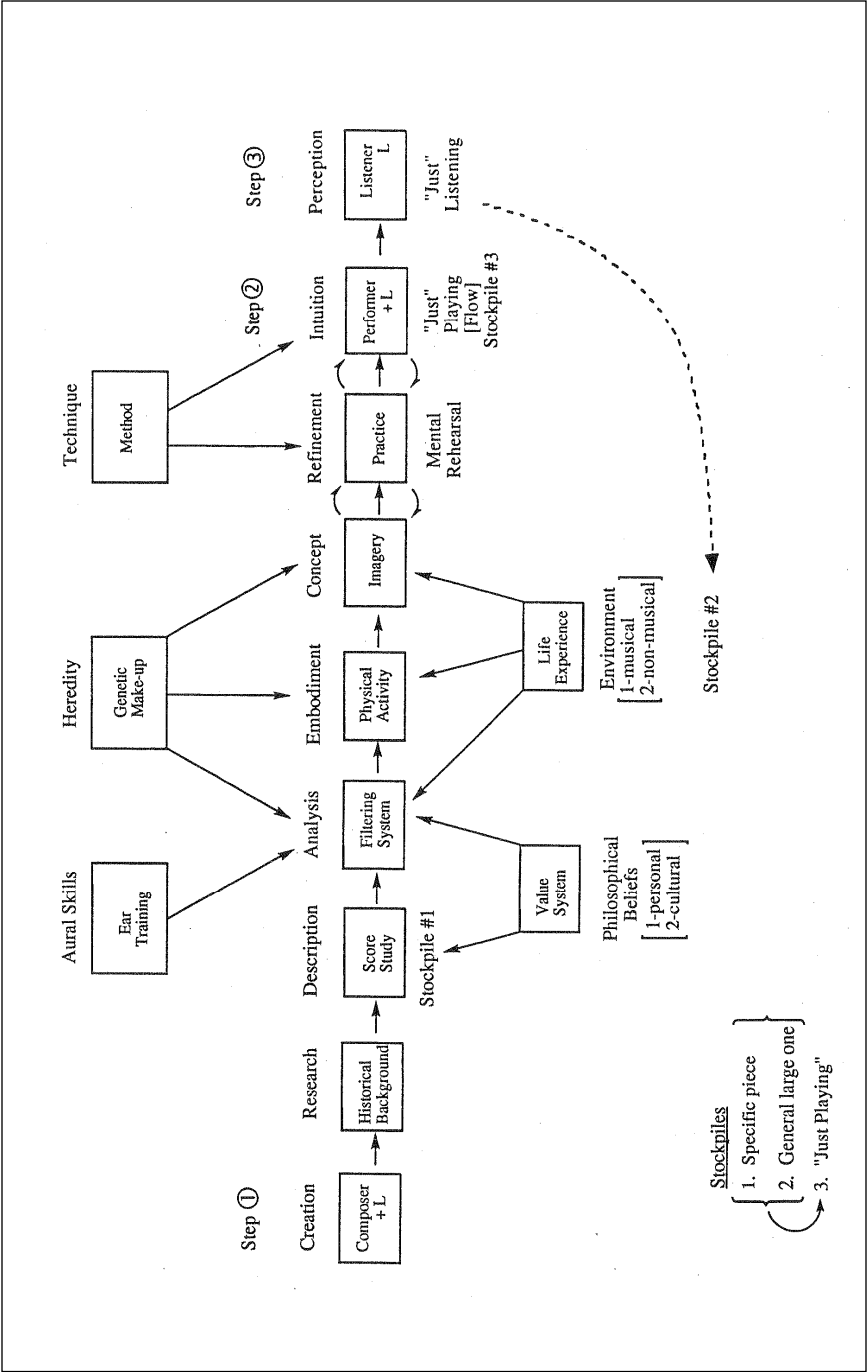 Aural Skills
Heredity
Technique
Ear
Training
Genetic
Make-up
Method
Step ①
Step ②
Step ③
Creation
Research
Description
Analysis
Embodiment
Concept
Refinement
Intuition
Perception
Composer
+ L
Historical
Background
Score
Study
Filtering
System
Physical
Activity
Imagery
Practice
Performer
+ L
Listener
L
Stockpile #1
Mental
Rehearsal
"Just"
Playing
[Flow]
Stockpile #3
"Just"
Listening
Value
System
Life
Experience
Philosophical
Beliefs
[1-personal
2-cultural]
Environment
[1-musical
2-non-musical]
Stockpile #2
Stockpiles
1. Specific piece
2. General large one
3. "Just Playing"